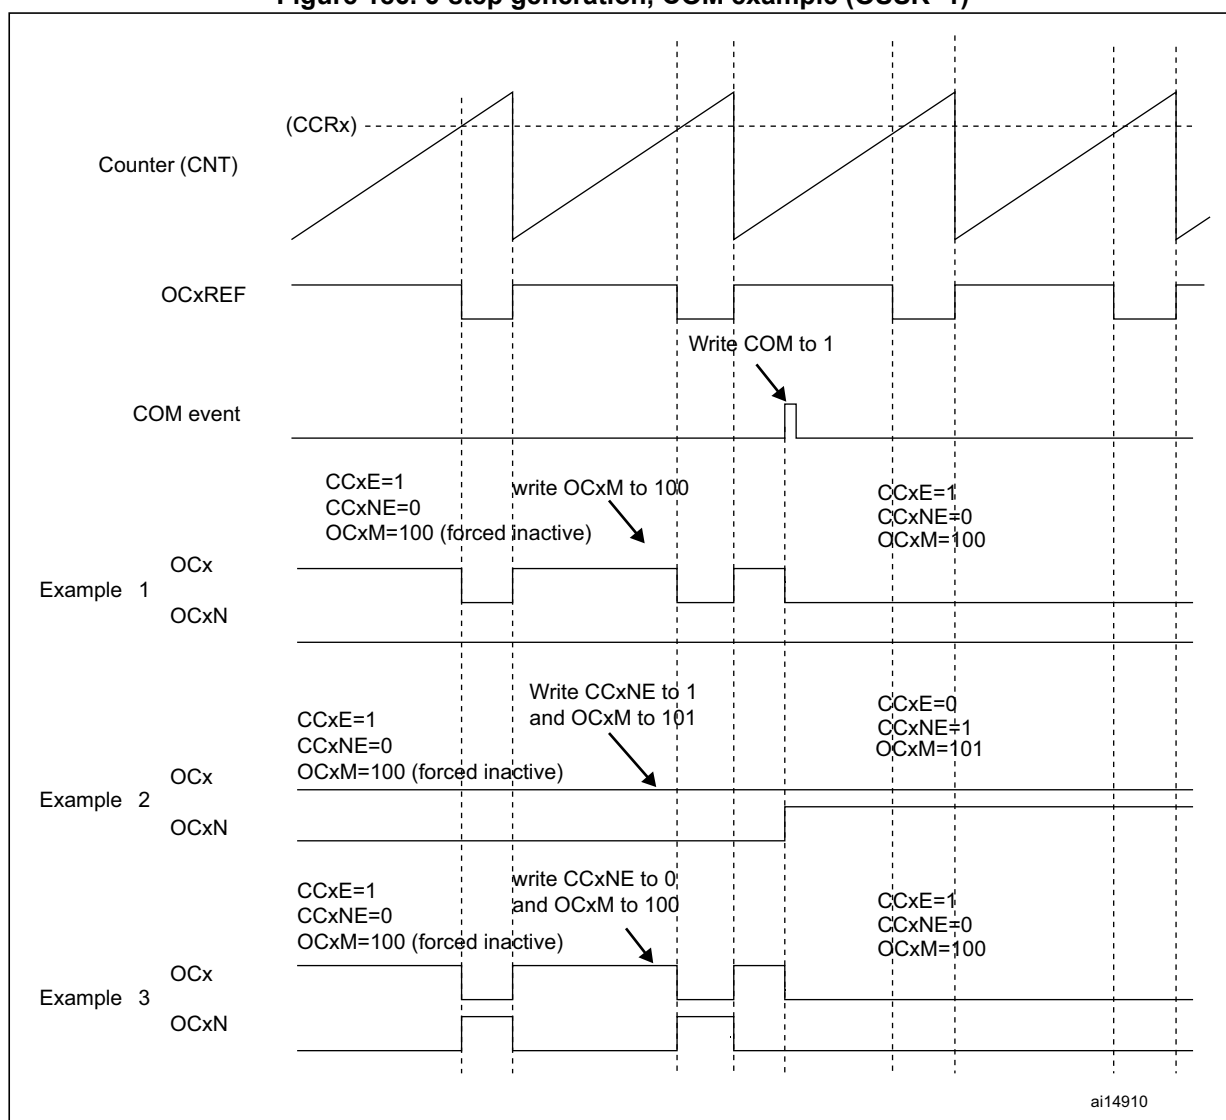 Figure 186. 6-step generation, COM example (OSSR=1)
(CCRx)
Counter (CNT)
OCxREF
Write COM to 1
COM event
CCxE=1
CCxNE=0
OCxM=100 (forced inactive)
write OCxM to 100
CCxE=1
CCxNE=0
OCxM=100
OCx
Example 1
OCxN
Write CCxNE to 1
and OCxM to 101
CCxE=1
CCxNE=0
OCxM=100 (forced inactive)
CCxE=0
CCxNE=1
OCxM=101
OCx
Example 2
OCxN
write CCxNE to 0
and OCxM to 100
CCxE=1
CCxNE=0
OCxM=100 (forced inactive)
CCxE=1
CCxNE=0
OCxM=100
OCx
Example 3
OCxN
ai14910